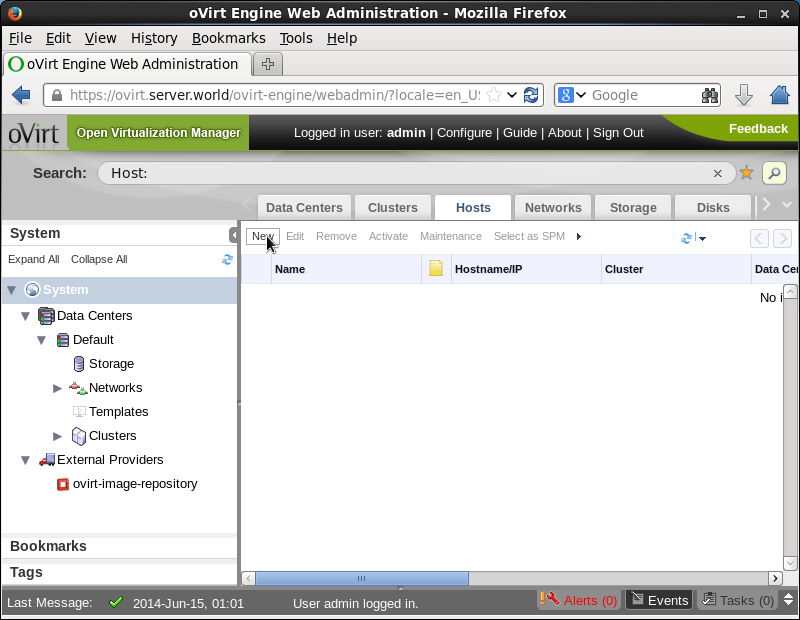 oVirt Engine Web Administration - Mozilla Firefox
File Edit View History Bookmarks Tools Help
oVirt Engine Web Administration
https://ovirt.server.world/ovirt-engine/webadmin/?locale=en_U
8 Google
oVirt Open Virtualization Manager Logged in user: admin | Configure | Guide | About | Sign Out Feedback
Search: Host:
Data Centers Clusters Hosts Networks Storage Disks
System
New Edit Remove Activate Maintenance Select as SPM
Expand All Collapse All
Name Hostname/IP Cluster Data Cen
System
No i
Data Centers
Default
Storage
Networks
Templates
Clusters
External Providers
ovirt-image-repository
Bookmarks
Tags
Last Message: 2014-Jun-15, 01:01 User admin logged in. Alerts (0) Events Tasks (0)